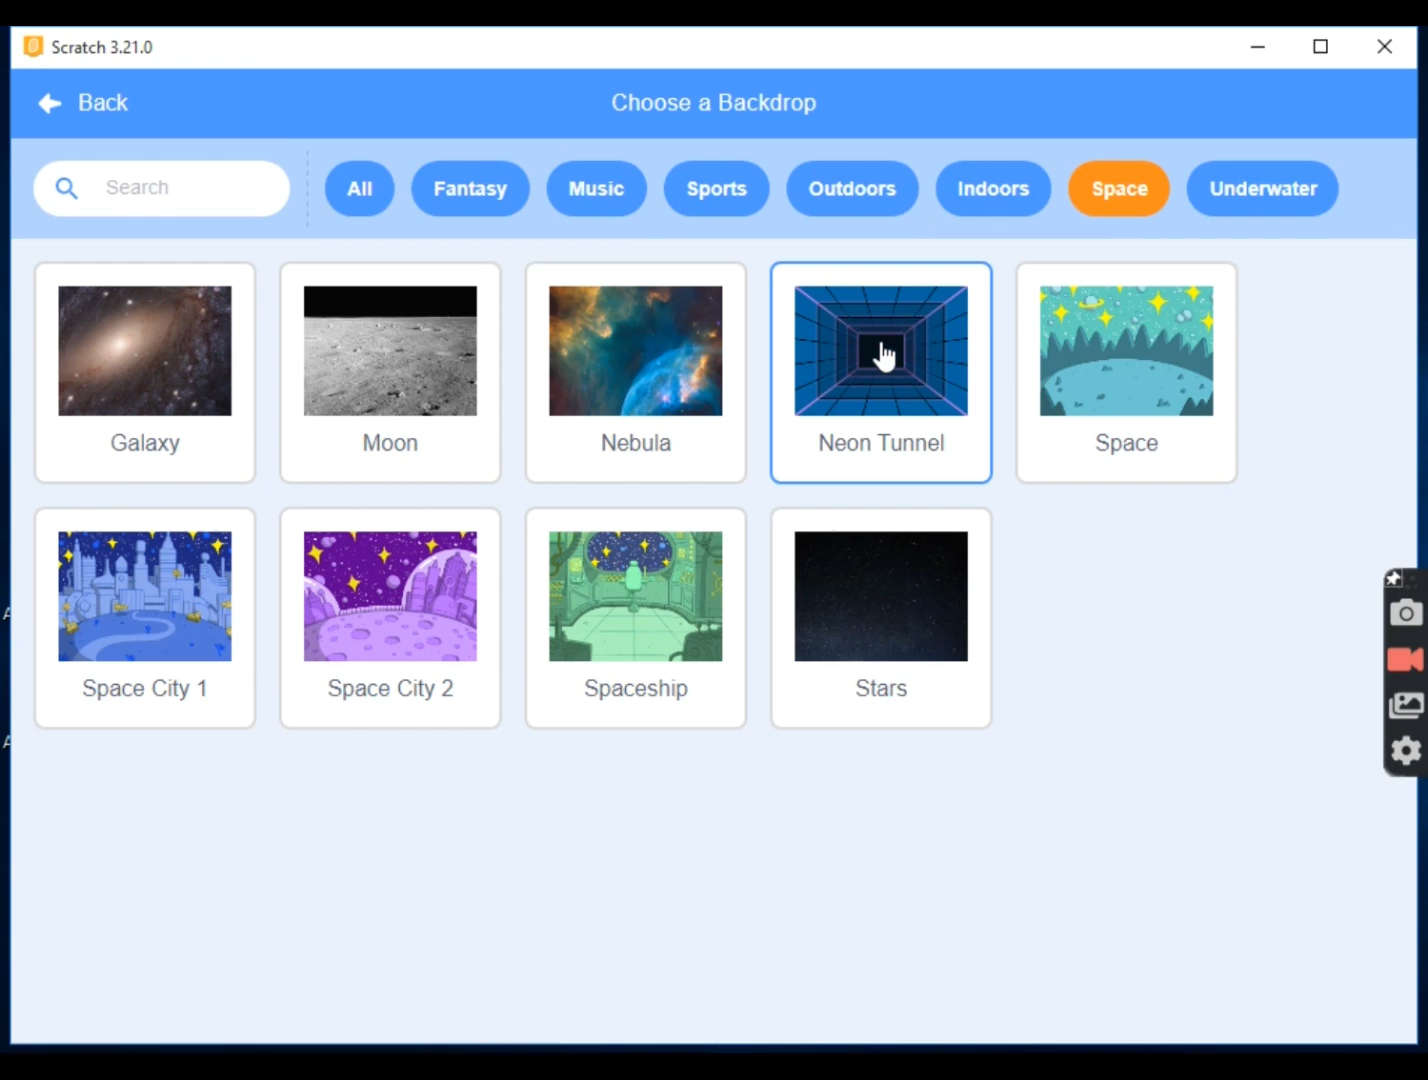 Scratch 3.21.0
Back
Choose a Backdrop
Search
All
Fantasy
Music
Sports
Outdoors
Indoors
Space
Underwater
Galaxy
Moon
Nebula
Neon Tunnel
Space
Space City 1
Space City 2
Spaceship
Stars